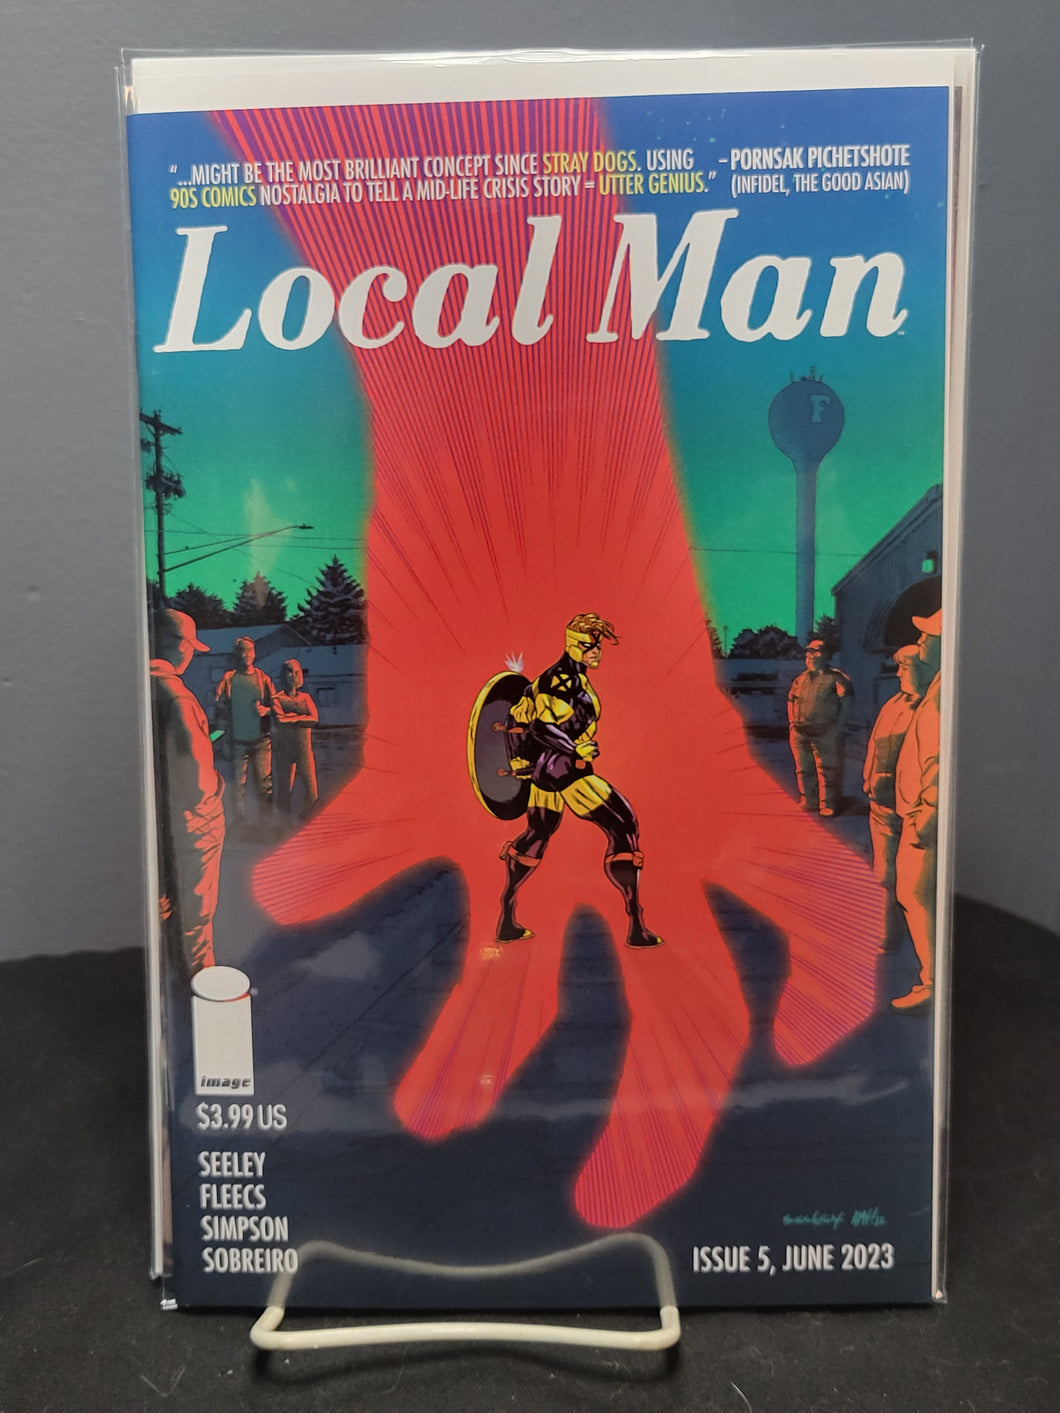 "...MIGHT BE THE MOST BRILLIANT CONCEPT SINCE STRAY DOGS. USING
90S COMICS NOSTALGIA TO TELL A MID-LIFE CRISIS STORY = UTTER GENIUS."
– PORNSAK PICHETSHOTE
(INFIDEL, THE GOOD ASIAN)
Local Man™
F
image®
$3.99 US
SEELEY
FLEECS
SIMPSON
SOBREIRO
seeley
ISSUE 5, JUNE 2023